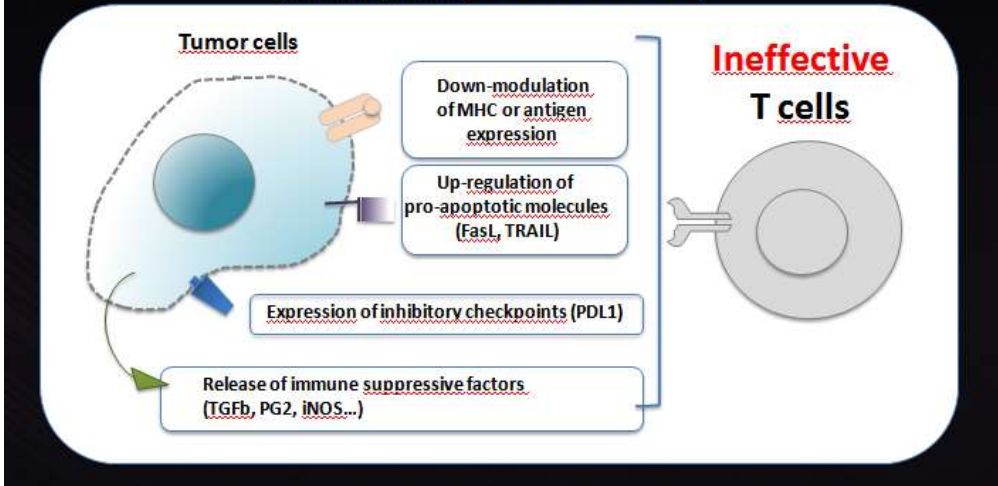 Tumor cells
Ineffective
T cells
Down-modulation
of MHC or antigen
expression
Up-regulation of
pro-apoptotic molecules
(FasL, TRAIL)
Expression of inhibitory checkpoints (PDL1)
Release of immune suppressive factors
(TGFb, PG2, iNOS...)